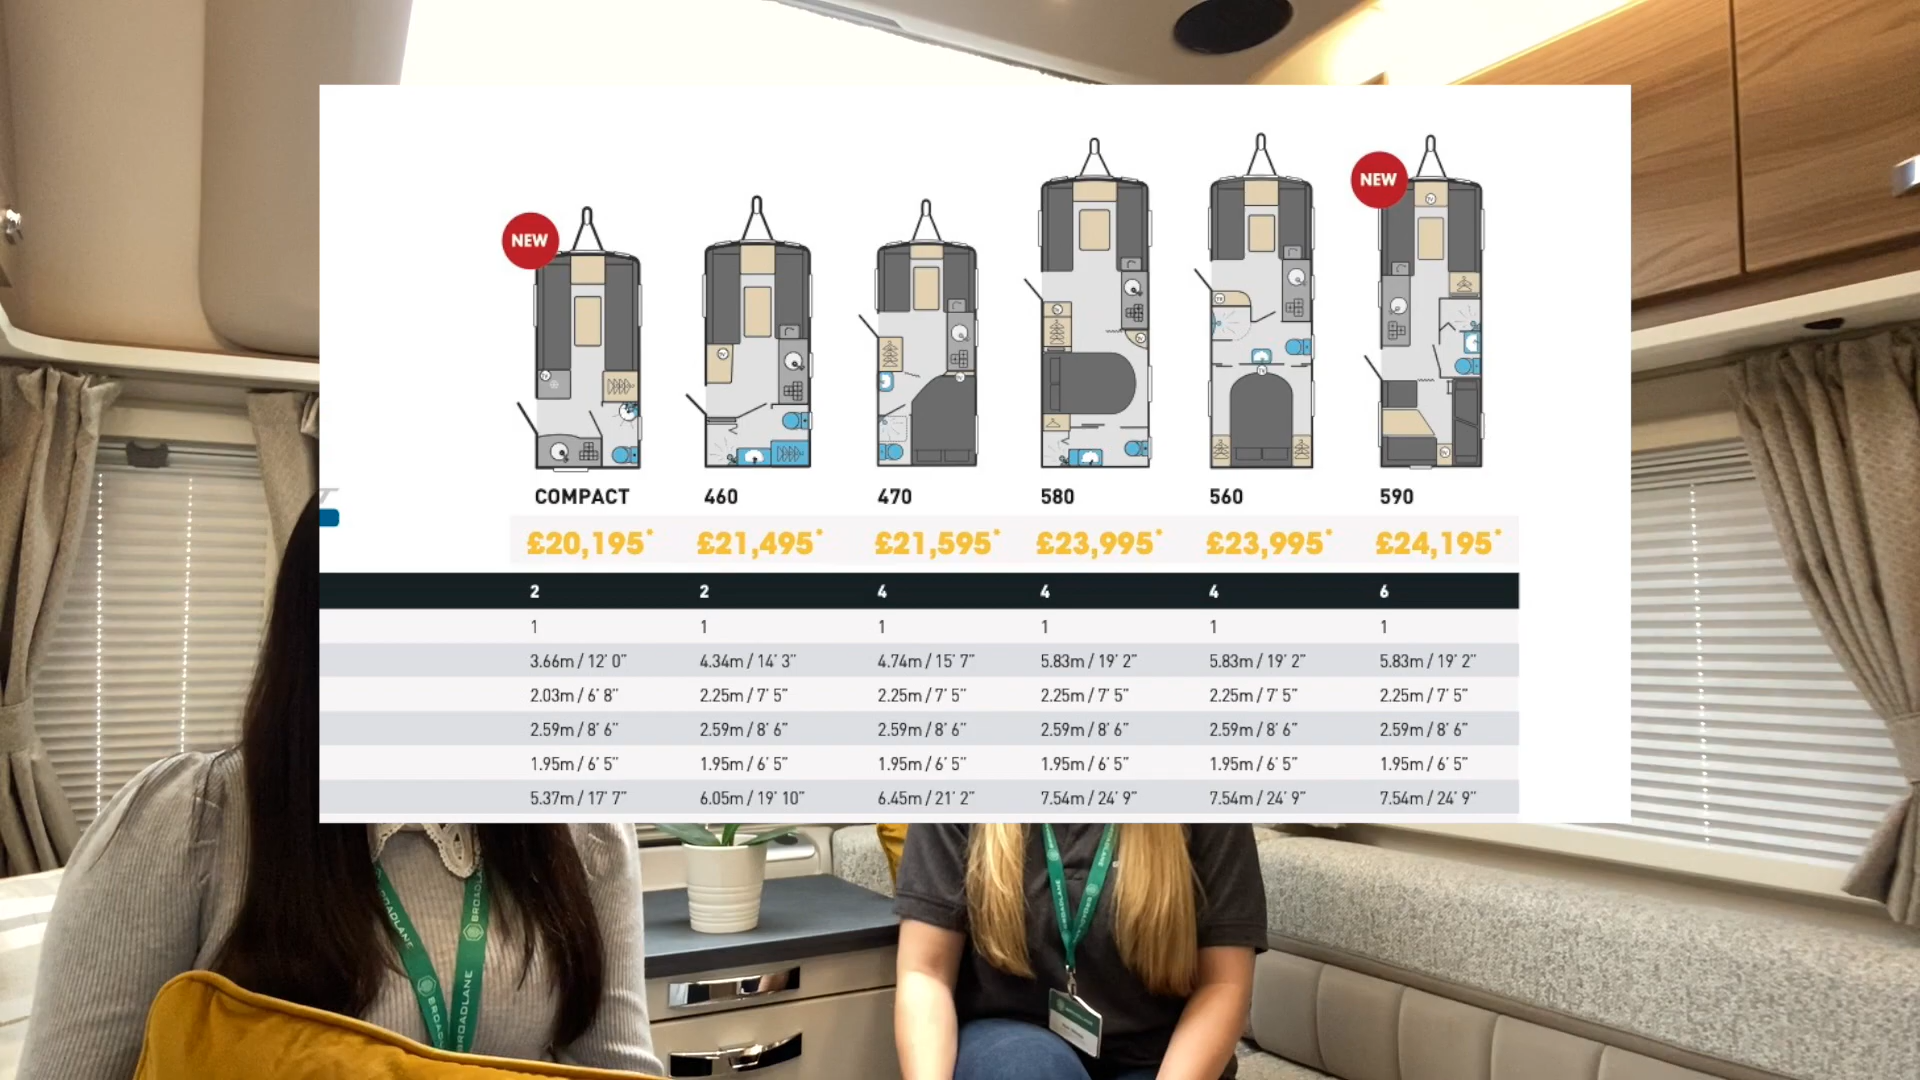 NEW
NEW
COMPACT 460 470 580 560 590
£20,195* £21,495* £21,595* £23,995* £23,995* £24,195*
2 2 4 4 4 6
1 1 1 1 1 1
3.66m / 12' 0" 4.34m / 14' 3" 4.74m / 15' 7" 5.83m / 19' 2" 5.83m / 19' 2" 5.83m / 19' 2"
2.03m / 6' 8" 2.25m / 7' 5" 2.25m / 7' 5" 2.25m / 7' 5" 2.25m / 7' 5" 2.25m / 7' 5"
2.59m / 8' 6" 2.59m / 8' 6" 2.59m / 8' 6" 2.59m / 8' 6" 2.59m / 8' 6" 2.59m / 8' 6"
1.95m / 6' 5" 1.95m / 6' 5" 1.95m / 6' 5" 1.95m / 6' 5" 1.95m / 6' 5" 1.95m / 6' 5"
5.37m / 17' 7" 6.05m / 19' 10" 6.45m / 21' 2" 7.54m / 24' 9" 7.54m / 24' 9" 7.54m / 24' 9"
BROADLANE
BROADLANE
BROADLANE